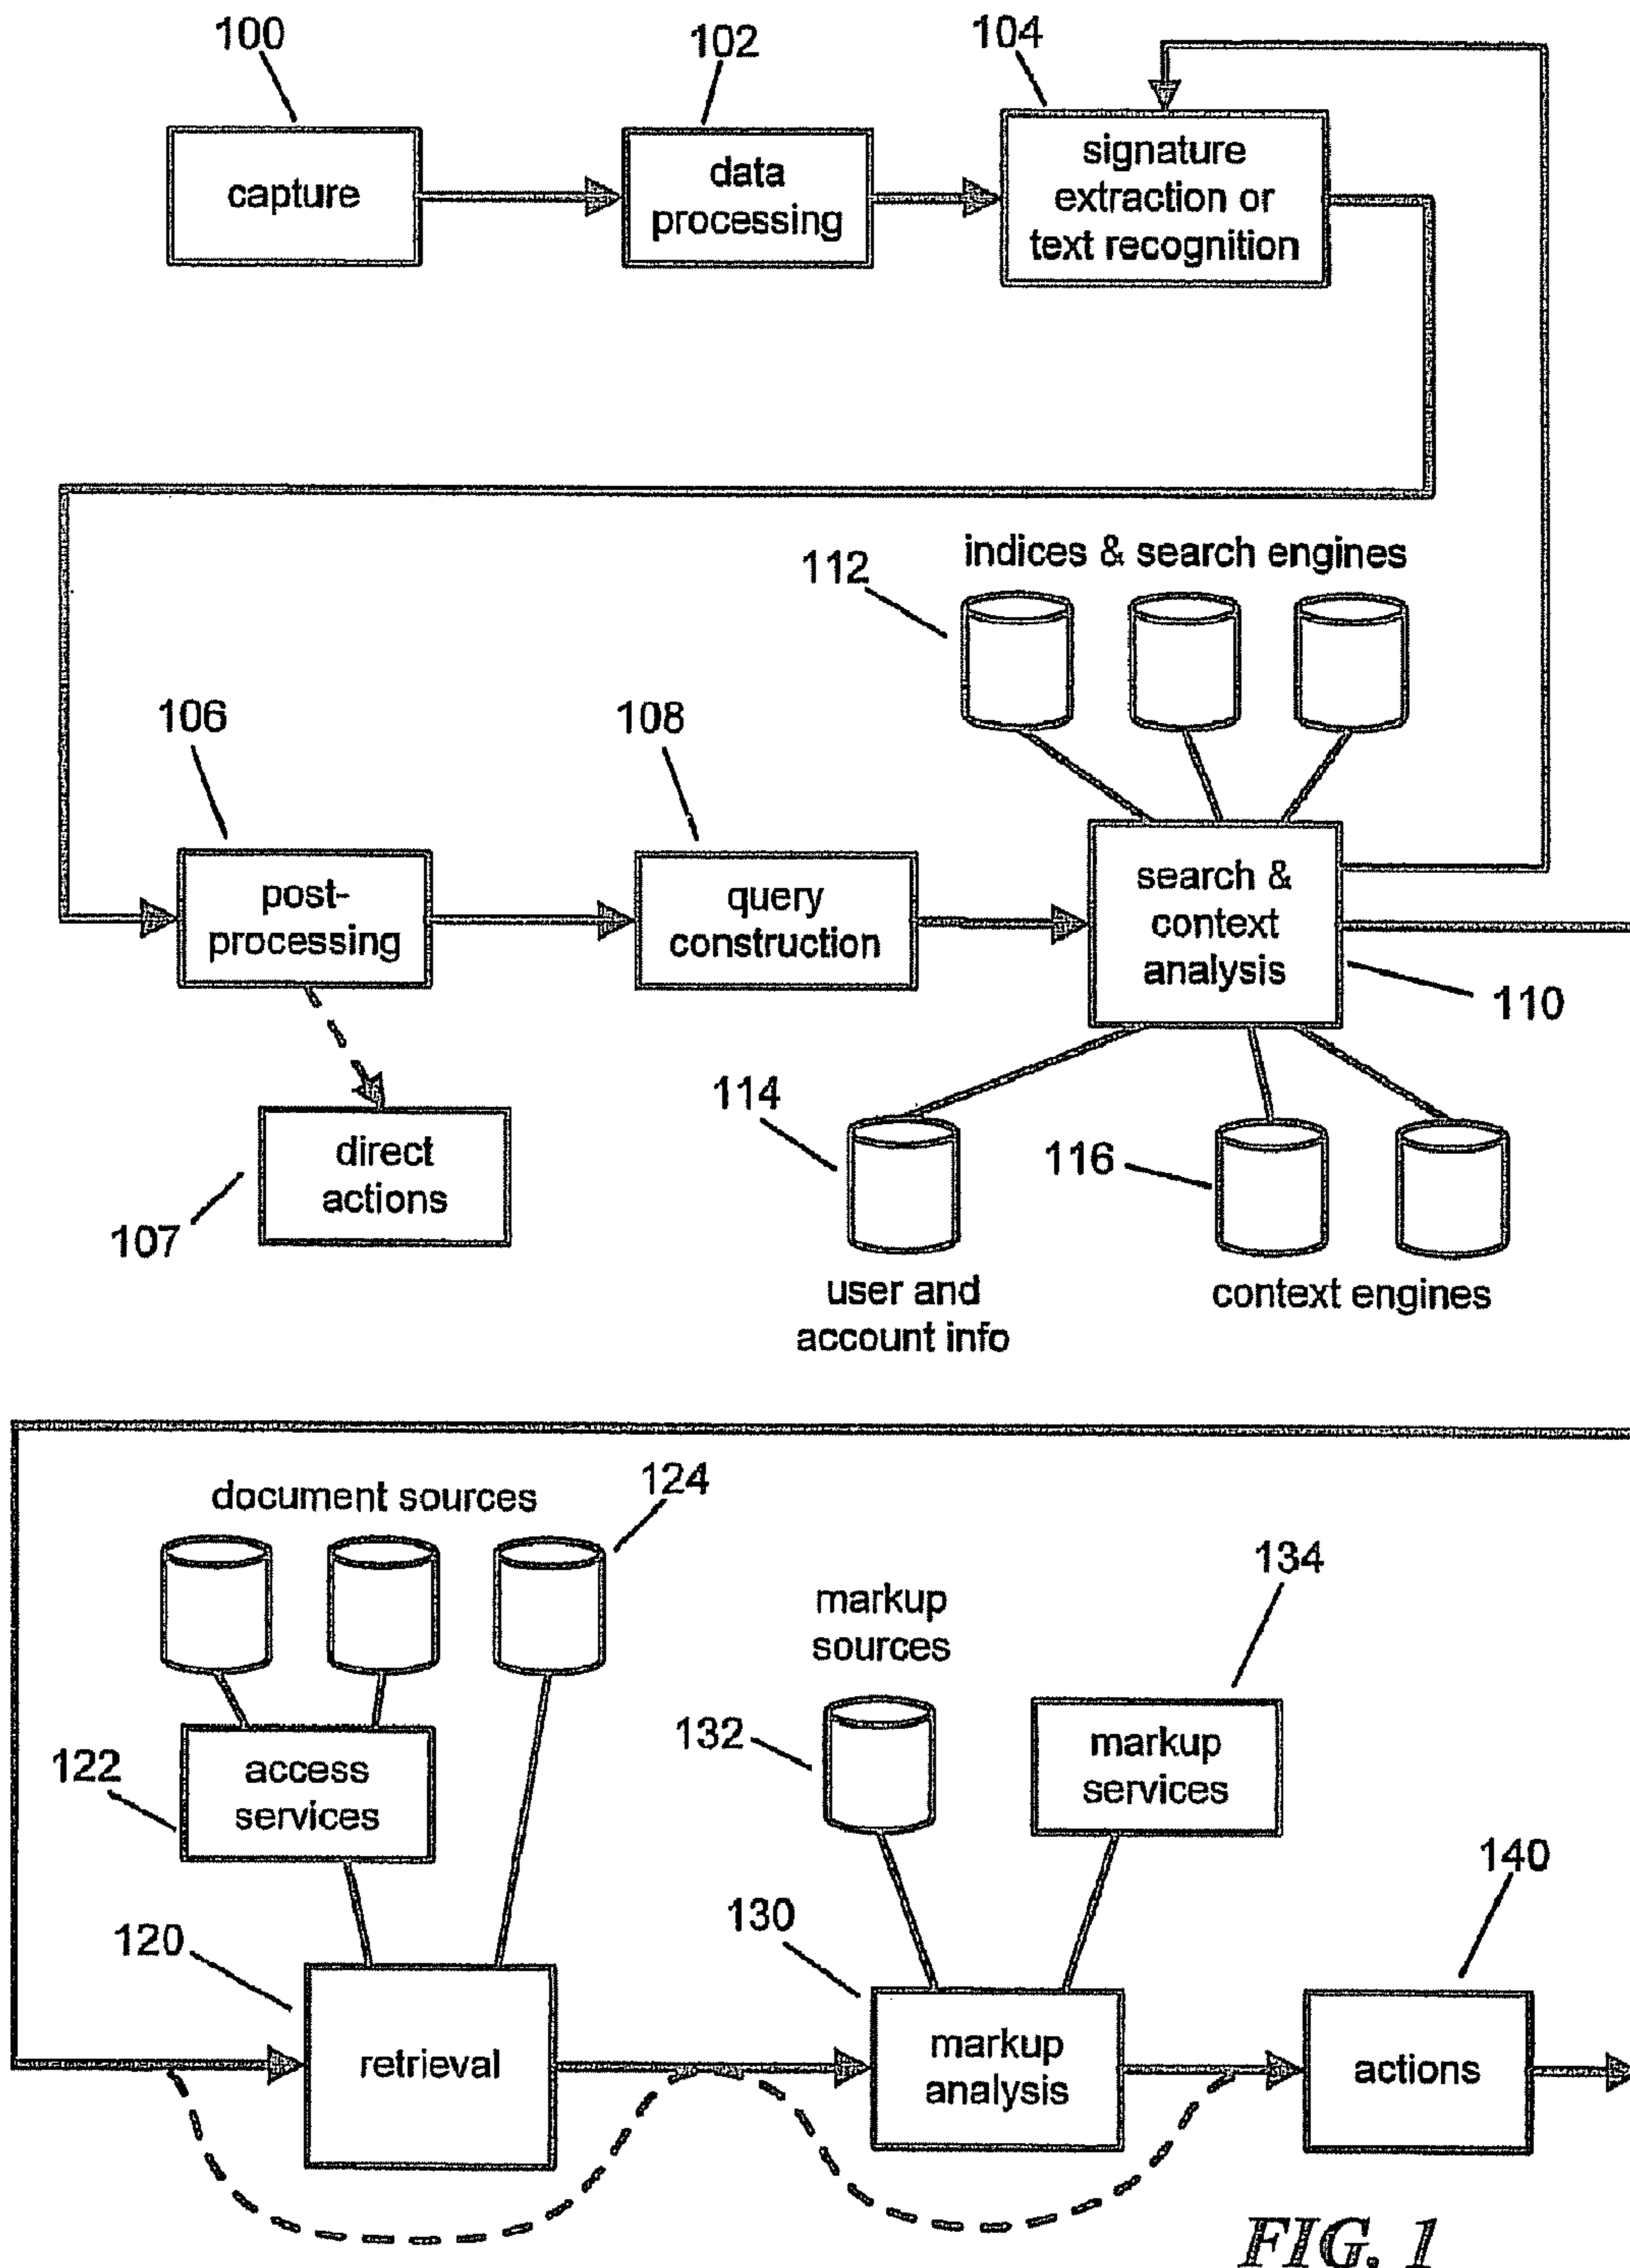 100
102
104
capture
data
processing
signature
extraction or
text recognition
indices & search engines
112
106
108
post-
processing
query
construction
search &
context
analysis
110
direct
actions
107
114
116
user and
account info
context engines
document sources
124
134
markup
sources
132
markup
services
122
access
services
140
120
130
retrieval
markup
analysis
actions
FIG. 1